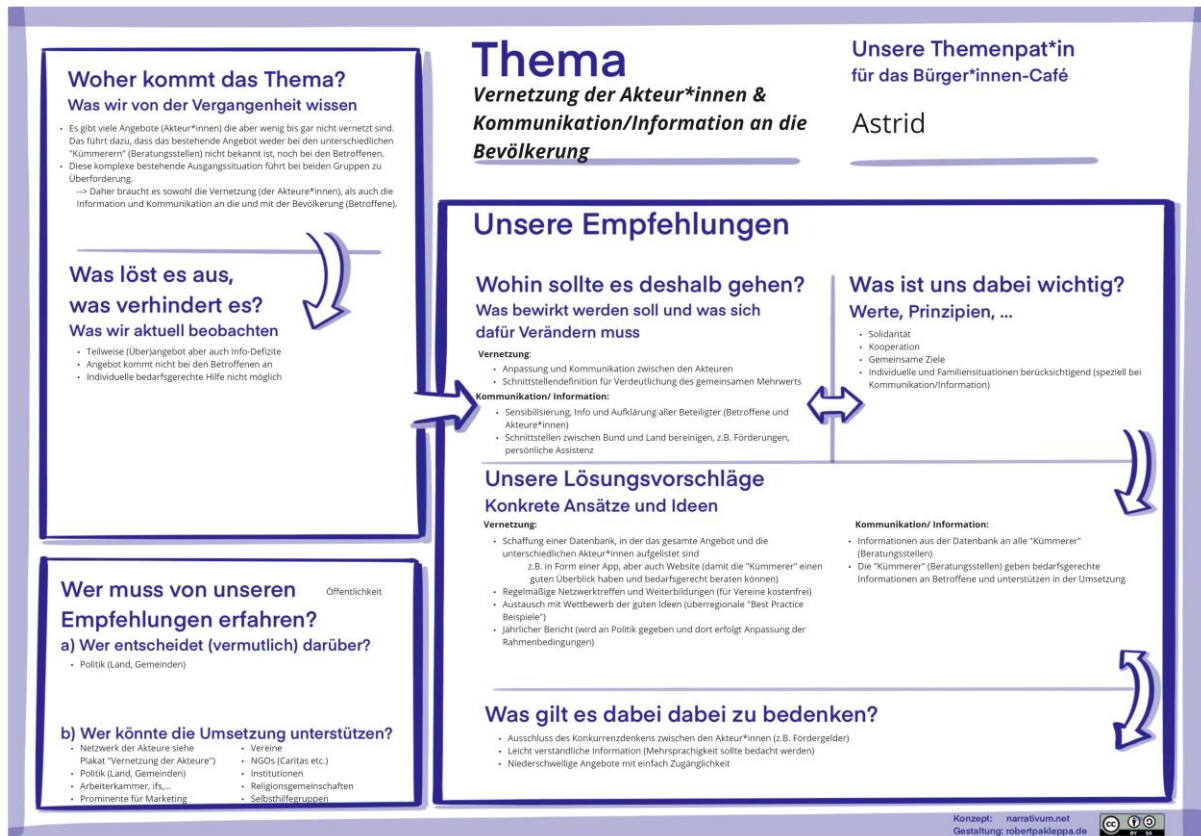 Thema
Vernetzung der Akteur*innen &
Kommunikation/Information an die
Bevölkerung
Unsere Themenpat*in
für das Bürger*innen-Café
Astrid
Woher kommt das Thema?
Was wir von der Vergangenheit wissen
• Es gibt viele Angebote (Akteur*innen) die aber wenig bis gar nicht vernetzt sind.
Das führt dazu, dass das bestehende Angebot weder bei den unterschiedlichen
"Kümmerern" (Beratungsstellen) nicht bekannt ist, noch bei den Betroffenen.
• Diese komplexe bestehende Ausgangssituation führt bei beiden Gruppen zu
Überforderung.
--> Daher braucht es sowohl die Vernetzung (der Akteure*innen), als auch die
Information und Kommunikation an die und mit der Bevölkerung (Betroffene).
Was löst es aus,
was verhindert es?
Was wir aktuell beobachten
• Teilweise (Über)angebot aber auch Info-Defizite
• Angebot kommt nicht bei den Betroffenen an
• Individuelle bedarfsgerechte Hilfe nicht möglich
Wer muss von unseren
Empfehlungen erfahren?
Öffentlichkeit
a) Wer entscheidet (vermutlich) darüber?
• Politik (Land, Gemeinden)
b) Wer könnte die Umsetzung unterstützen?
• Netzwerk der Akteure siehe
Plakat "Vernetzung der Akteure")
• Politik (Land, Gemeinden)
• Arbeiterkammer, ifs,...
• Prominente für Marketing
• Vereine
• NGOs (Caritas etc.)
• Institutionen
• Religionsgemeinschaften
• Selbsthilfegruppen
Unsere Empfehlungen
Wohin sollte es deshalb gehen?
Was bewirkt werden soll und was sich
dafür Verändern muss
Vernetzung:
• Anpassung und Kommunikation zwischen den Akteuren
• Schnittstellendefinition für Verdeutlichung des gemeinsamen Mehrwerts
Kommunikation/ Information:
• Sensibilisierung, Info und Aufklärung aller Beteiligter (Betroffene und
Akteure*innen)
• Schnittstellen zwischen Bund und Land bereinigen, z.B. Förderungen,
persönliche Assistenz
Was ist uns dabei wichtig?
Werte, Prinzipien, ...
• Solidarität
• Kooperation
• Gemeinsame Ziele
• Individuelle und Familiensituationen berücksichtigend (speziell bei
Kommunikation/Information)
Unsere Lösungsvorschläge
Konkrete Ansätze und Ideen
Vernetzung:
• Schaffung einer Datenbank, in der das gesamte Angebot und die
unterschiedlichen Akteur*innen aufgelistet sind
z.B. in Form einer App, aber auch Website (damit die "Kümmerer" einen
guten Überblick haben und bedarfsgerecht beraten können)
• Regelmäßige Netzwerktreffen und Weiterbildungen (für Vereine kostenfrei)
• Austausch mit Wettbewerb der guten Ideen (überregionale "Best Practice
Beispiele")
• Jährlicher Bericht (wird an Politik gegeben und dort erfolgt Anpassung der
Rahmenbedingungen)
Kommunikation/ Information:
• Informationen aus der Datenbank an alle "Kümmerer"
(Beratungsstellen)
• Die "Kümmerer" (Beratungsstellen) geben bedarfsgerechte
Informationen an Betroffene und unterstützen in der Umsetzung
Was gilt es dabei dabei zu bedenken?
• Ausschluss des Konkurrenzdenkens zwischen den Akteur*innen (z.B. Fördergelder)
• Leicht verständliche Information (Mehrsprachigkeit sollte bedacht werden)
• Niederschwellige Angebote mit einfach Zugänglichkeit
Konzept: narrativum.net
Gestaltung: robertpakleppa.de
cc BY SA